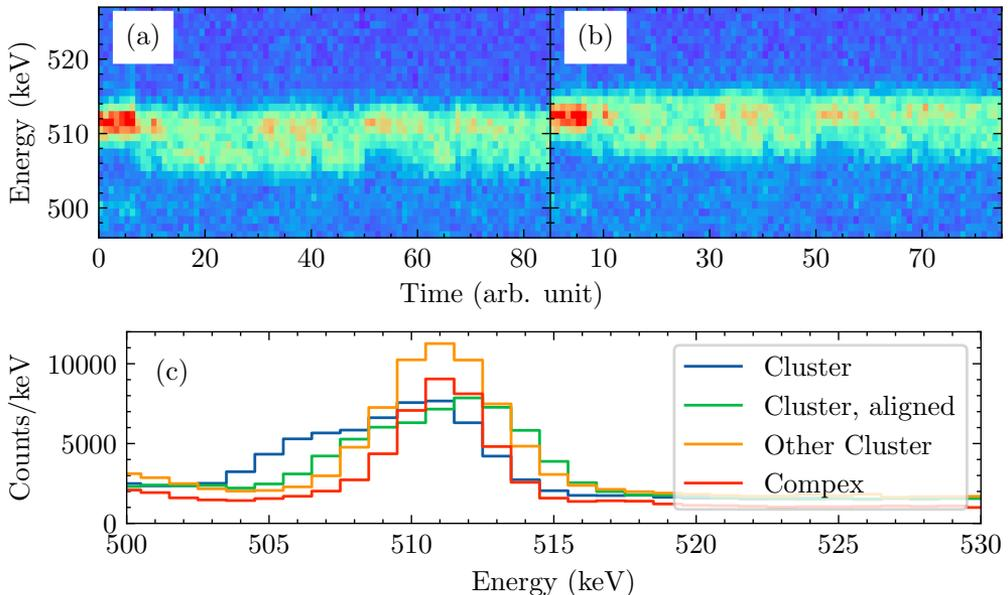 (a)
(b)
Energy (keV)
520
510
500
0 20 40 60 80 10 30 50 70
Time (arb. unit)
(c)
Counts/keV
10000
5000
0
Cluster
Cluster, aligned
Other Cluster
Compex
500 505 510 515 520 525 530
Energy (keV)